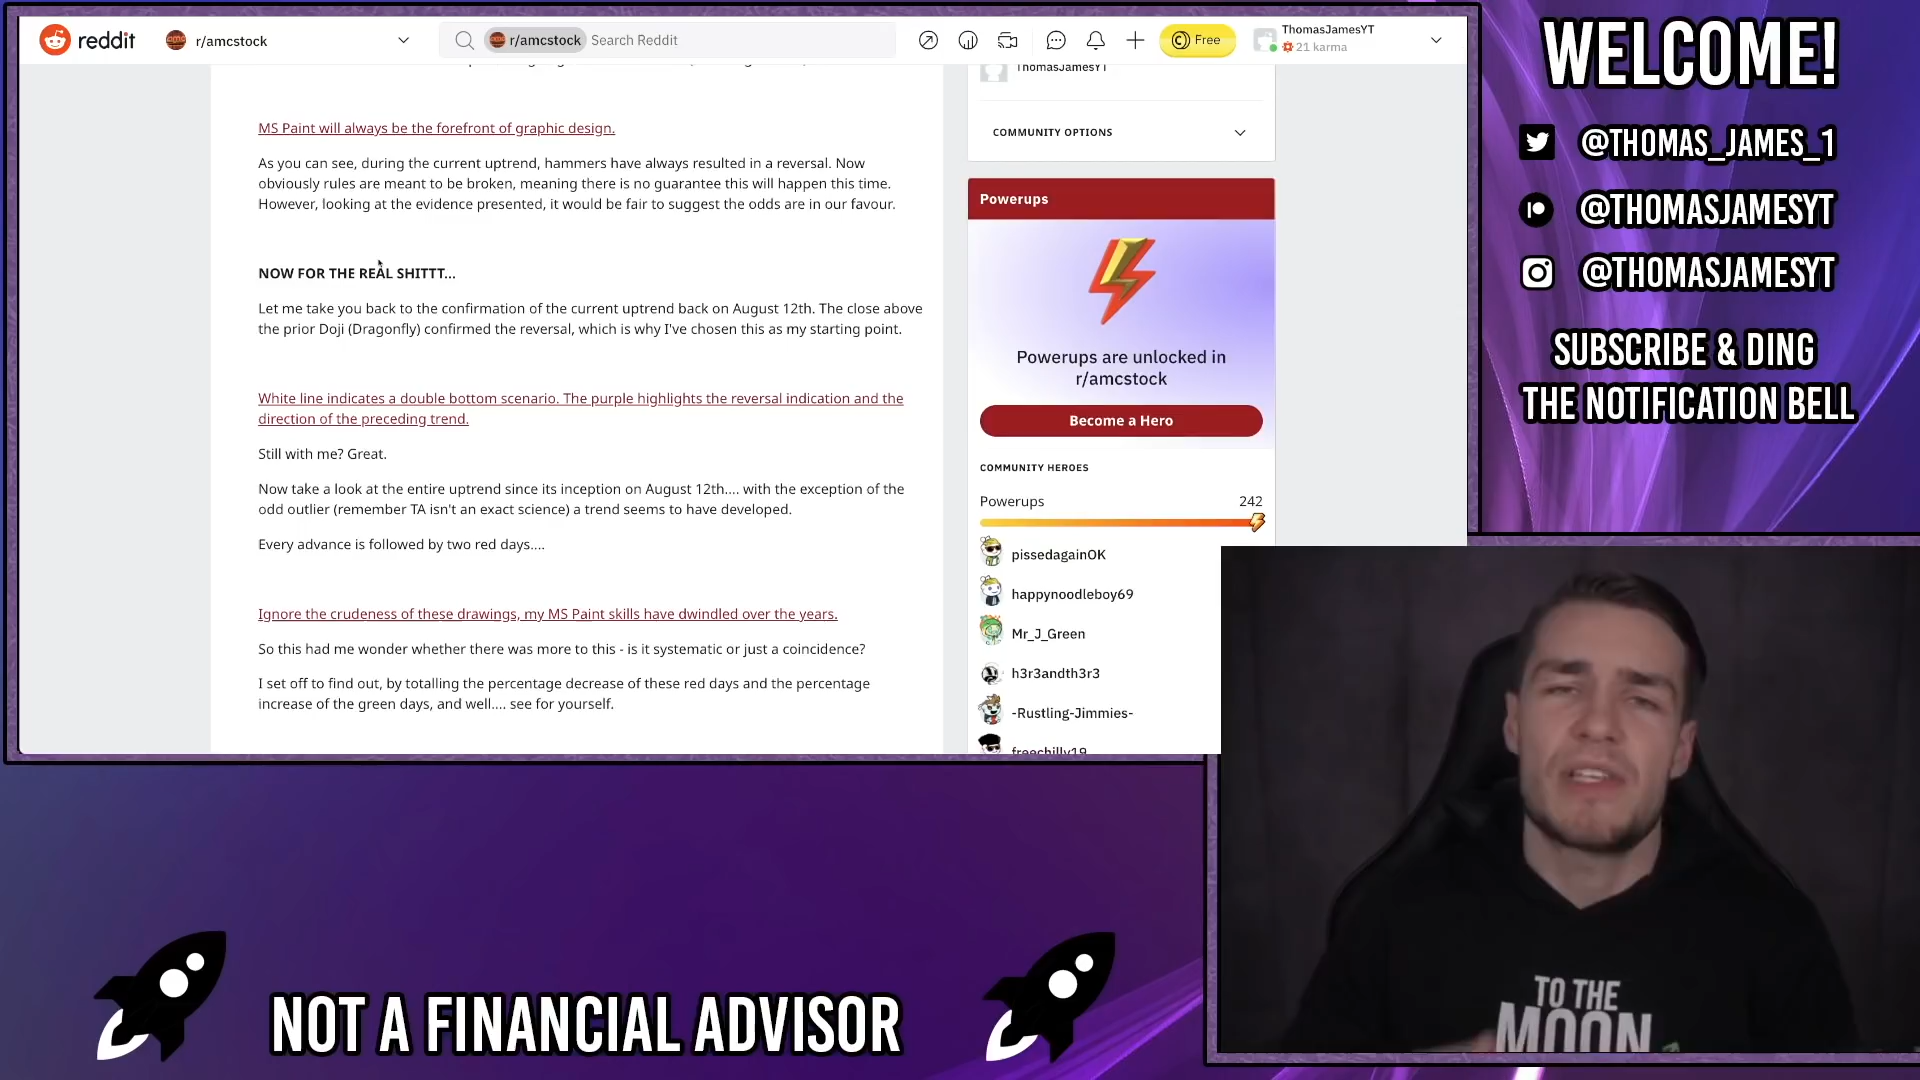 reddit
r/amcstock
r/amcstock Search Reddit
Free
ThomasJamesYT
21 karma
MS Paint will always be the forefront of graphic design.
As you can see, during the current uptrend, hammers have always resulted in a reversal. Now
obviously rules are meant to be broken, meaning there is no guarantee this will happen this time.
However, looking at the evidence presented, it would be fair to suggest the odds are in our favour.
NOW FOR THE REAL SHITTT...
Let me take you back to the confirmation of the current uptrend back on August 12th. The close above
the prior Doji (Dragonfly) confirmed the reversal, which is why I've chosen this as my starting point.
White line indicates a double bottom scenario. The purple highlights the reversal indication and the
direction of the preceding trend.
Still with me? Great.
Now take a look at the entire uptrend since its inception on August 12th.... with the exception of the
odd outlier (remember TA isn't an exact science) a trend seems to have developed.
Every advance is followed by two red days....
Ignore the crudeness of these drawings, my MS Paint skills have dwindled over the years.
So this had me wonder whether there was more to this - is it systematic or just a coincidence?
I set off to find out, by totalling the percentage decrease of these red days and the percentage
increase of the green days, and well.... see for yourself.
ThomasJamesYT
COMMUNITY OPTIONS
Powerups
Powerups are unlocked in
r/amcstock
Become a Hero
COMMUNITY HEROES
Powerups 242
pissedagainOK
happynoodleboy69
Mr_J_Green
h3r3andth3r3
-Rustling-Jimmies-
freechilly19
WELCOME!
@THOMAS_JAMES_1
@THOMASJAMESYT
@THOMASJAMESYT
SUBSCRIBE & DING
THE NOTIFICATION BELL
TO THE
MOON
NOT A FINANCIAL ADVISOR